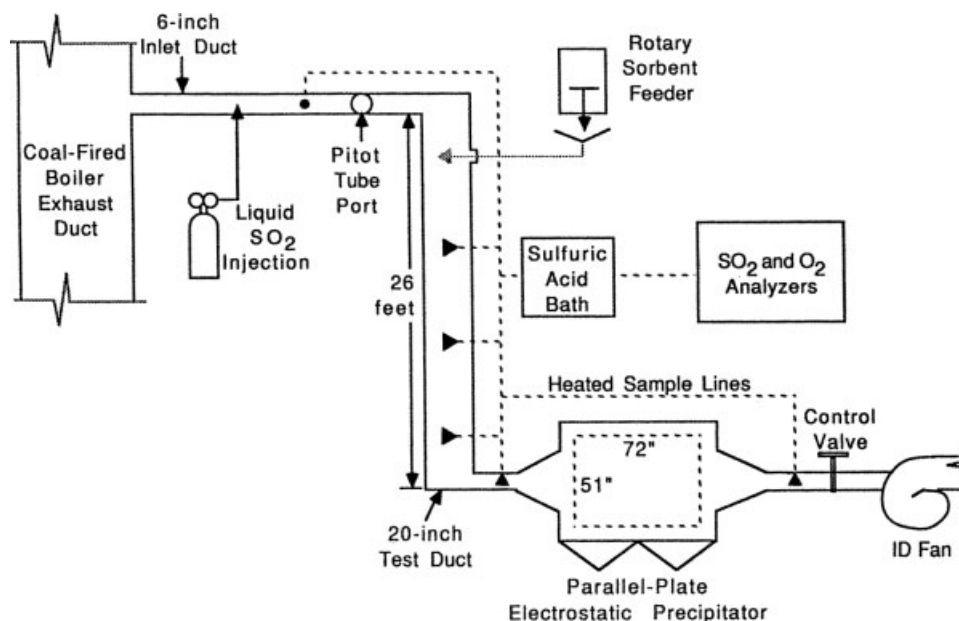 6-inch
Inlet Duct
Rotary
Sorbent
Feeder
Coal-Fired
Boiler
Exhaust
Duct
Pitot
Tube
Port
Liquid
SO2
Injection
26
feet
Sulfuric
Acid
Bath
SO2 and O2
Analyzers
Heated Sample Lines
Control
Valve
72"
51"
20-inch
Test Duct
ID Fan
Parallel-Plate
Electrostatic Precipitator